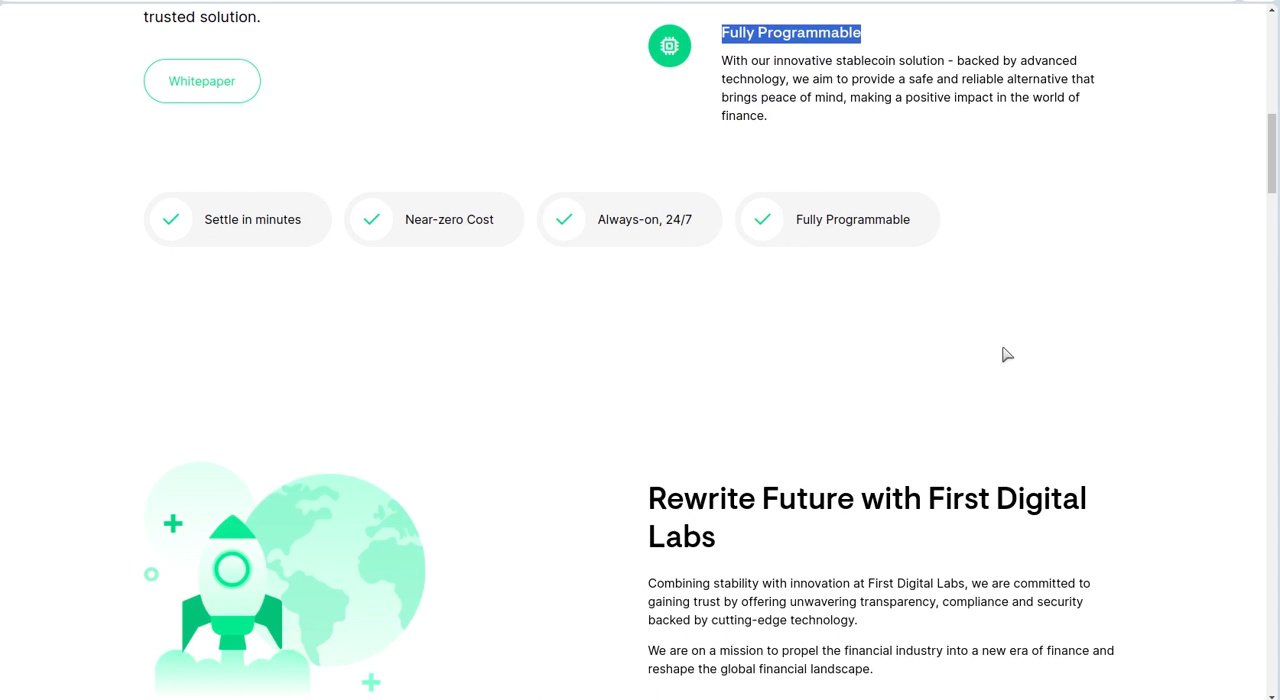 trusted solution.
Whitepaper
Fully Programmable
With our innovative stablecoin solution - backed by advanced
technology, we aim to provide a safe and reliable alternative that
brings peace of mind, making a positive impact in the world of
finance.
Settle in minutes
Near-zero Cost
Always-on, 24/7
Fully Programmable
Rewrite Future with First Digital
Labs
Combining stability with innovation at First Digital Labs, we are committed to
gaining trust by offering unwavering transparency, compliance and security
backed by cutting-edge technology.
We are on a mission to propel the financial industry into a new era of finance and
reshape the global financial landscape.